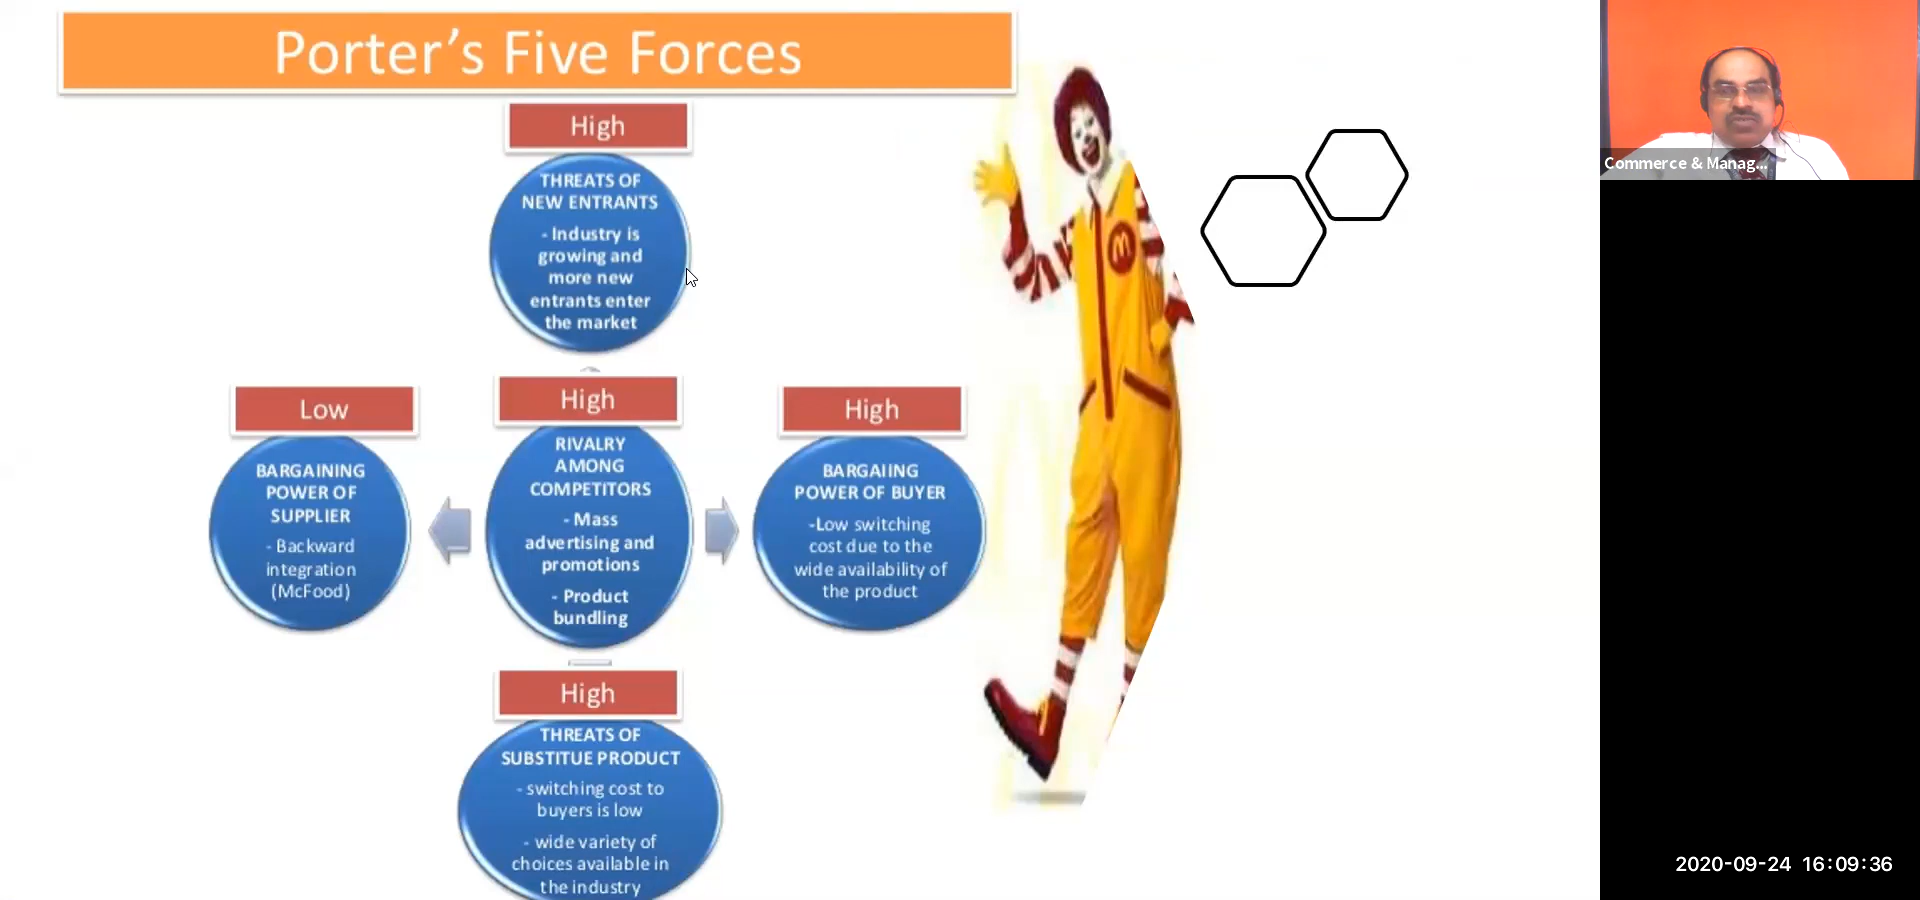 Porter's Five Forces
High
THREATS OF
NEW ENTRANTS
- Industry is
growing and
more new
entrants enter
the market
Low
BARGAINING
POWER OF
SUPPLIER
- Backward
integration
(McFood)
High
RIVALRY
AMONG
COMPETITORS
- Mass
advertising and
promotions
- Product
bundling
High
BARGAIING
POWER OF BUYER
-Low switching
cost due to the
wide availability of
the product
High
THREATS OF
SUBSTITUE PRODUCT
- switching cost to
buyers is low
- wide variety of
choices available in
the industry
Commerce & Manag...
2020-09-24 16:09:36